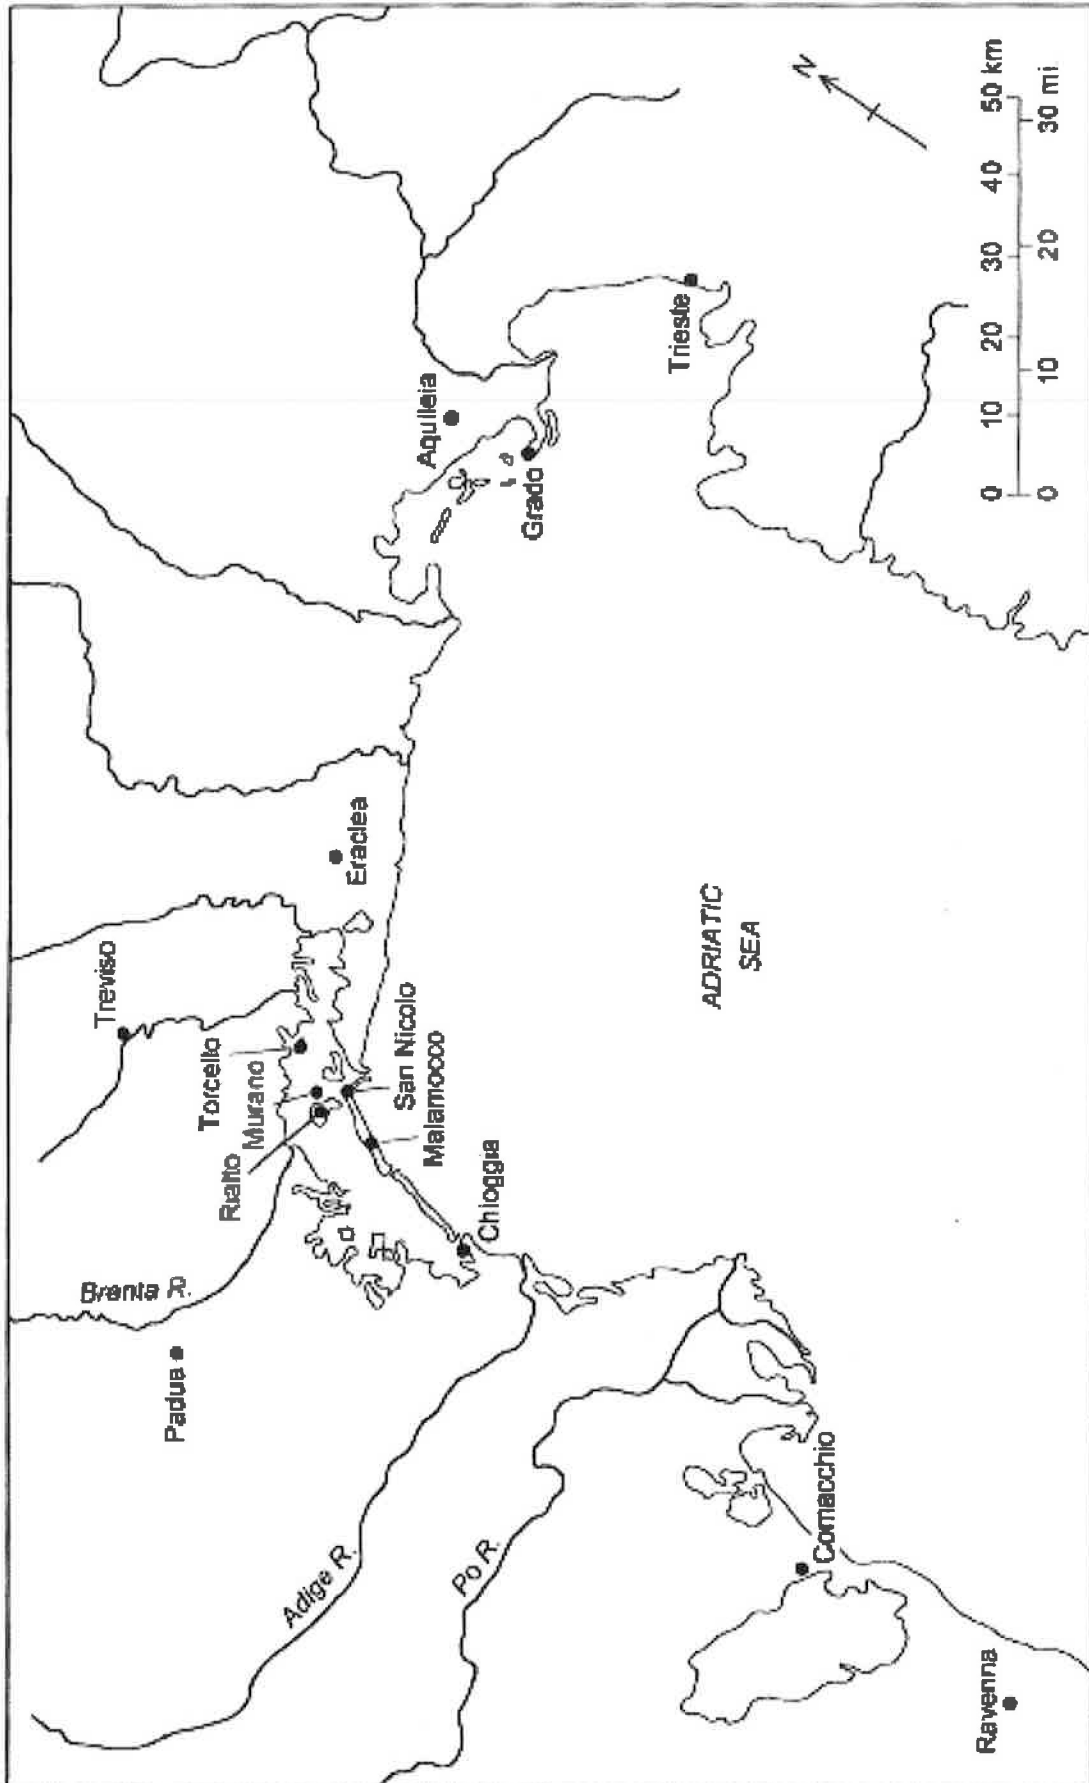 Treviso
Torcello
Murano
Rialto
Brenta R.
Padua
Eraclea
San Nicolo
Malamocco
Chioggia
Aquileia
Grado
Trieste
Adige R.
Po R.
Comacchio
Ravenna
ADRIATIC
SEA
N
0 10 20 30 40 50 km
0 10 20 30 mi